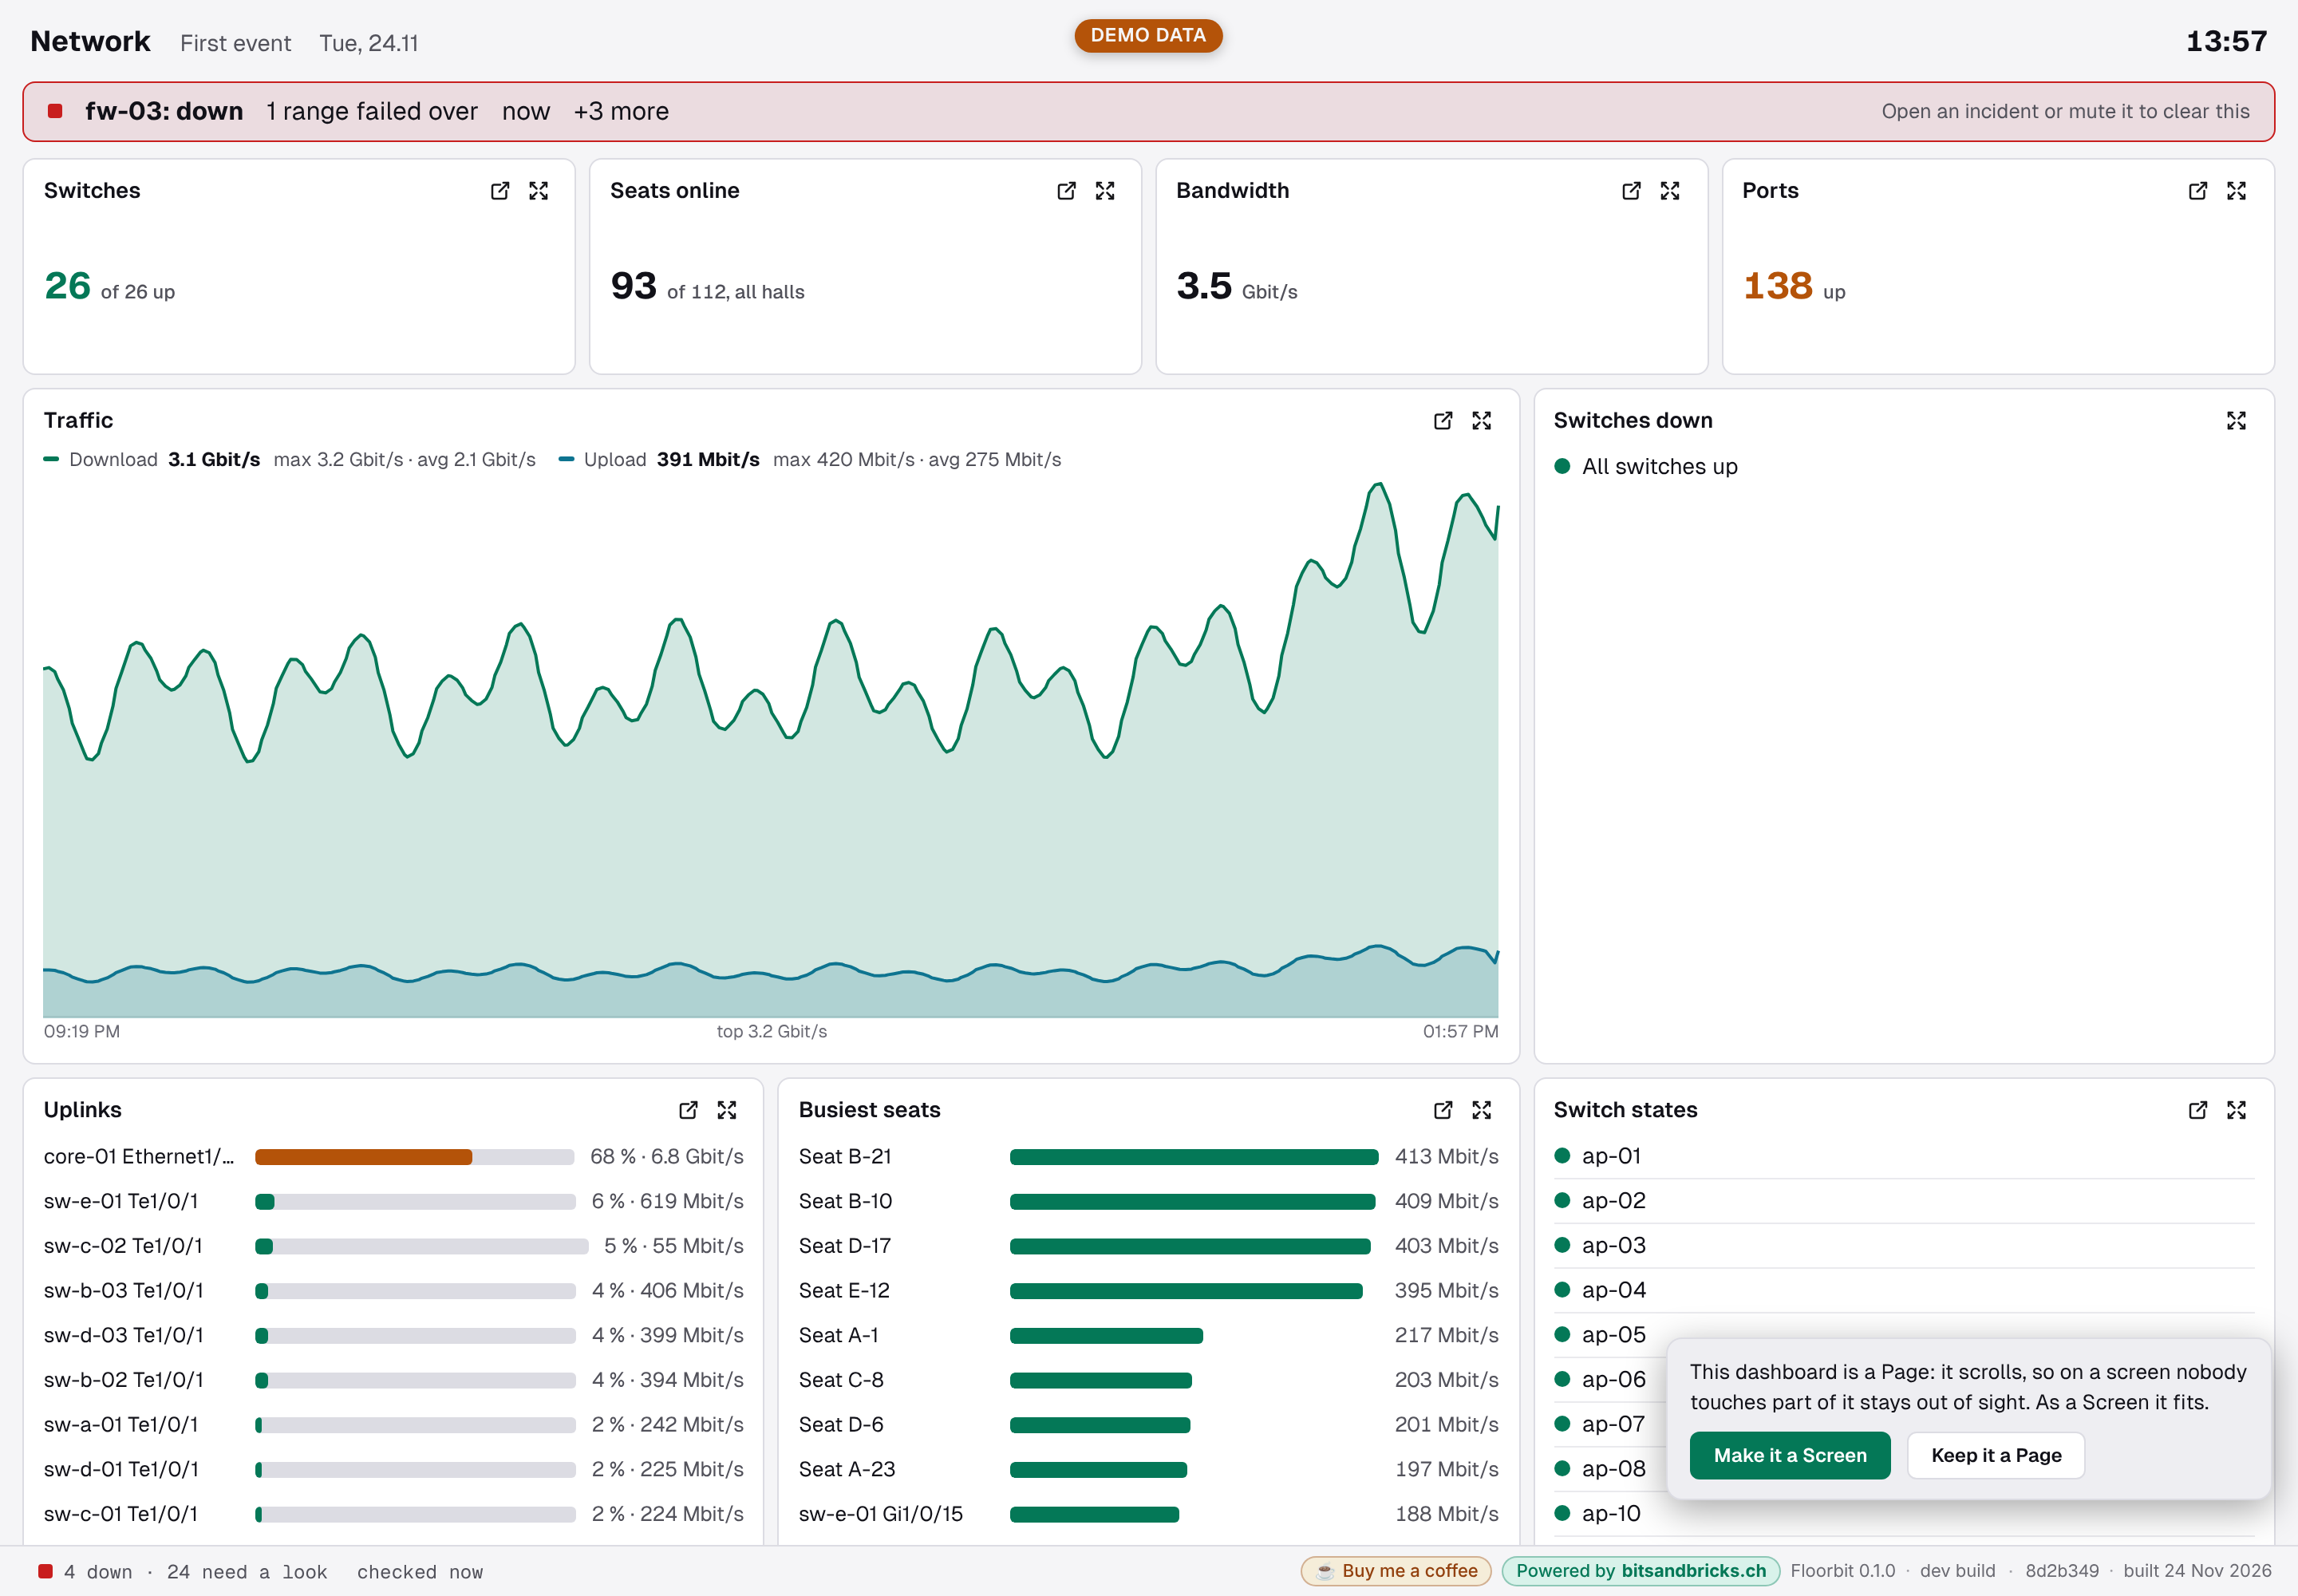 Network First event Tue, 24.11
DEMO DATA
13:57
fw-03: down 1 range failed over now +3 more
Open an incident or mute it to clear this
Switches
26 of 26 up
Seats online
93 of 112, all halls
Bandwidth
3.5 Gbit/s
Ports
138 up
Traffic
Download 3.1 Gbit/s max 3.2 Gbit/s · avg 2.1 Gbit/s Upload 391 Mbit/s max 420 Mbit/s · avg 275 Mbit/s
09:19 PM top 3.2 Gbit/s 01:57 PM
Switches down
All switches up
Uplinks
core-01 Ethernet1/... 68 % · 6.8 Gbit/s
sw-e-01 Te1/0/1 6 % · 619 Mbit/s
sw-c-02 Te1/0/1 5 % · 55 Mbit/s
sw-b-03 Te1/0/1 4 % · 406 Mbit/s
sw-d-03 Te1/0/1 4 % · 399 Mbit/s
sw-b-02 Te1/0/1 4 % · 394 Mbit/s
sw-a-01 Te1/0/1 2 % · 242 Mbit/s
sw-d-01 Te1/0/1 2 % · 225 Mbit/s
sw-c-01 Te1/0/1 2 % · 224 Mbit/s
Busiest seats
Seat B-21 413 Mbit/s
Seat B-10 409 Mbit/s
Seat D-17 403 Mbit/s
Seat E-12 395 Mbit/s
Seat A-1 217 Mbit/s
Seat C-8 203 Mbit/s
Seat D-6 201 Mbit/s
Seat A-23 197 Mbit/s
sw-e-01 Gi1/0/15 188 Mbit/s
Switch states
ap-01
ap-02
ap-03
ap-04
ap-05
ap-06
ap-07
ap-08
ap-10
This dashboard is a Page: it scrolls, so on a screen nobody
touches part of it stays out of sight. As a Screen it fits.
Make it a Screen Keep it a Page
4 down · 24 need a look checked now
Buy me a coffee Powered by bitsandbricks.ch Floorbit 0.1.0 · dev build · 8d2b349 · built 24 Nov 2026